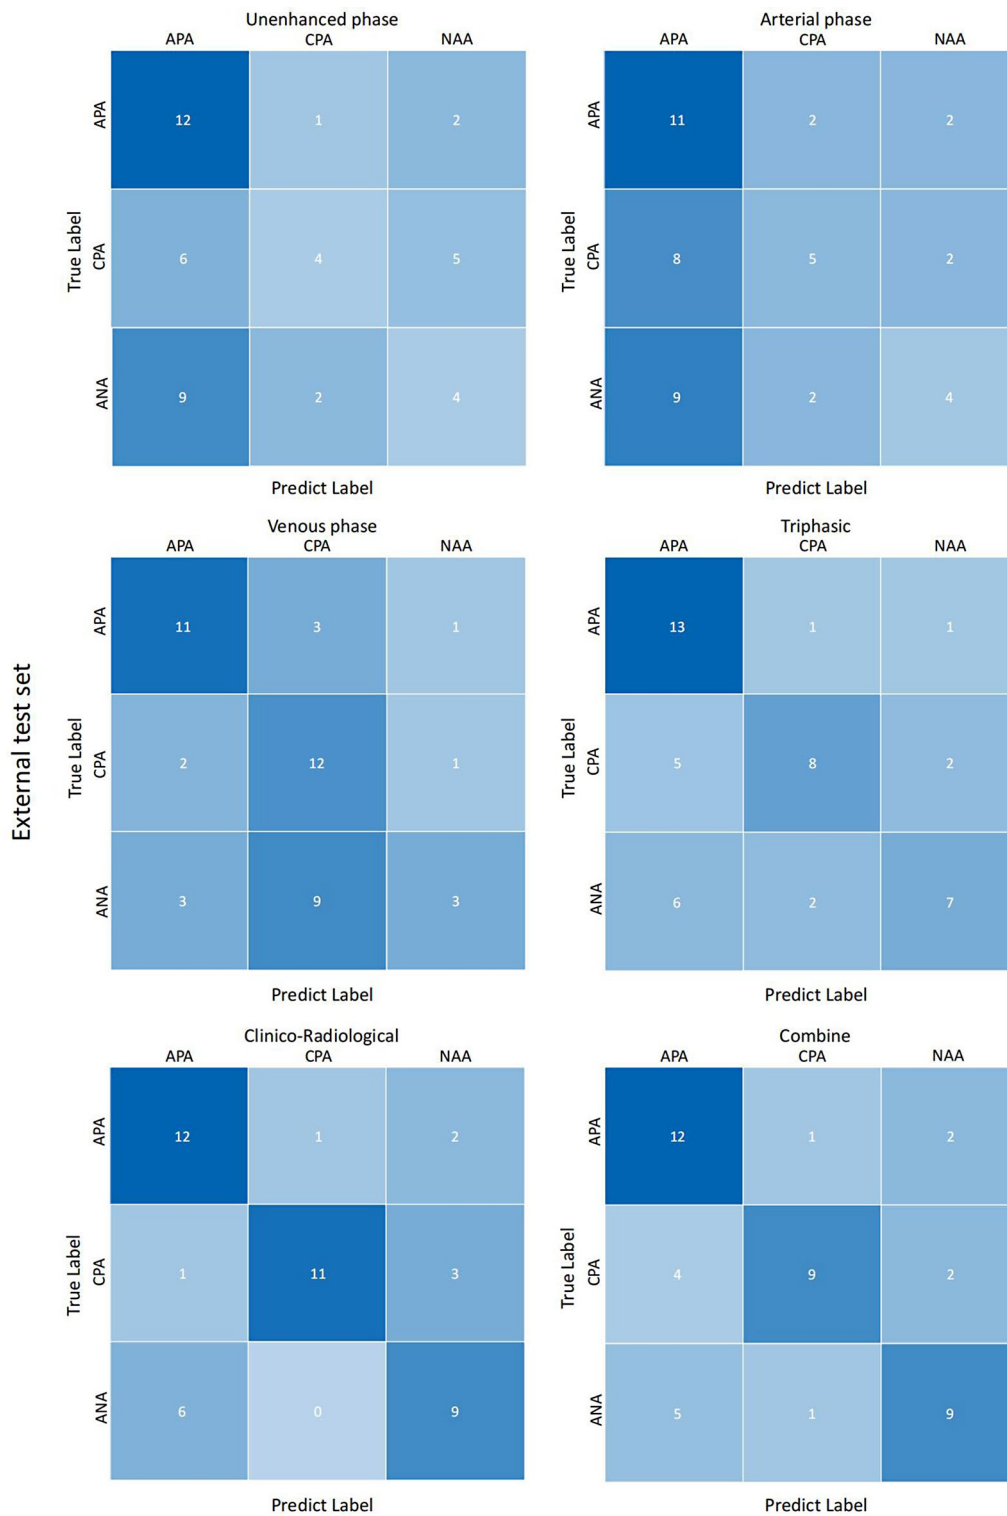 Unenhanced phase
APA CPA NAA
True Label
APA 12 1 2
CPA 6 4 5
ANA 9 2 4
Predict Label
Arterial phase
APA CPA NAA
True Label
APA 11 2 2
CPA 8 5 2
ANA 9 2 4
Predict Label
External test set
Venous phase
APA CPA NAA
True Label
APA 11 3 1
CPA 2 12 1
ANA 3 9 3
Predict Label
Triphasic
APA CPA NAA
True Label
APA 13 1 1
CPA 5 8 2
ANA 6 2 7
Predict Label
Clinico-Radiological
APA CPA NAA
True Label
APA 12 1 2
CPA 1 11 3
ANA 6 0 9
Predict Label
Combine
APA CPA NAA
True Label
APA 12 1 2
CPA 4 9 2
ANA 5 1 9
Predict Label